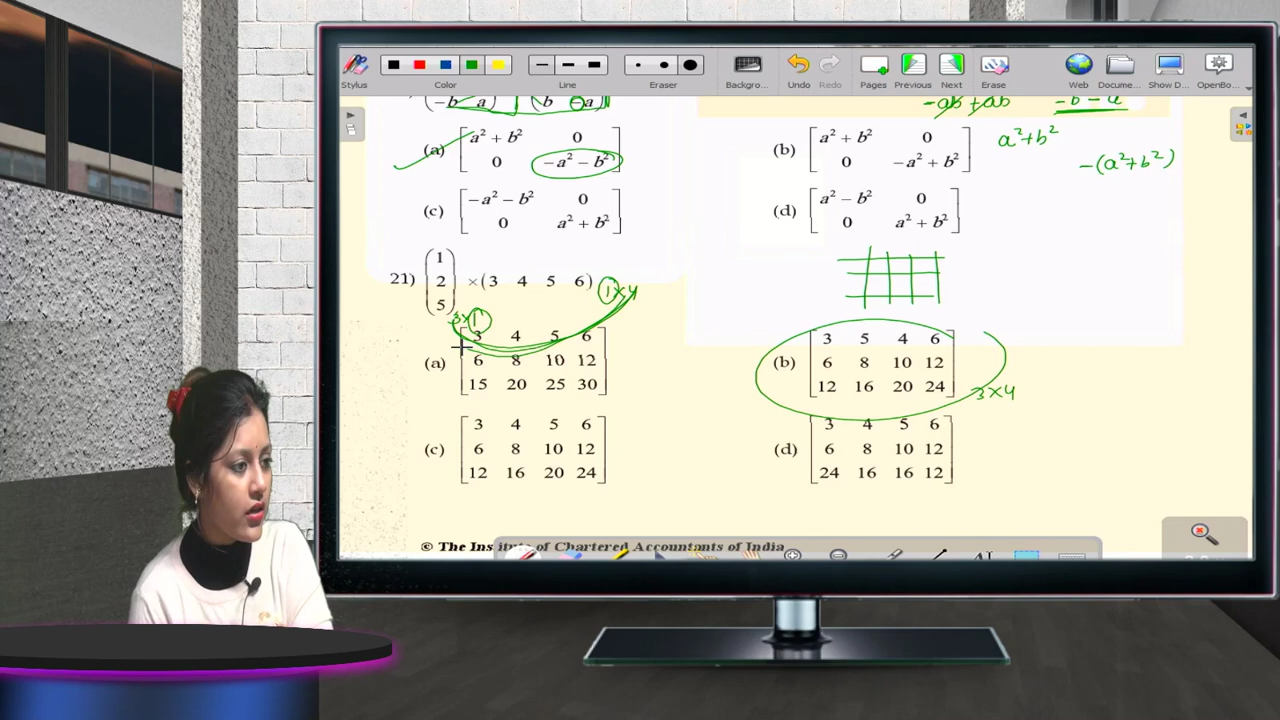 Stylus Color Line Eraser Backgro... Undo Redo Pages Previous Next Erase Web Docume... Show D... OpenBo...
-ab + ab -b - a
(a) [a² + b² 0
0 -a² - b²]
(b) [a² + b² 0
0 -a² + b²]
a² + b²
-(a² + b²)
(c) [-a² - b² 0
0 a² + b²]
(d) [a² - b² 0
0 a² + b²]
21) (1
2
5) × (3 4 5 6)
1×4
3×1
(a) [3 4 5 6
6 8 10 12
15 20 25 30]
(b) [3 5 4 6
6 8 10 12
12 16 20 24]
3×4
(c) [3 4 5 6
6 8 10 12
12 16 20 24]
(d) [3 4 5 6
6 8 10 12
24 16 16 12]
© The Institute of Chartered Accountants of India